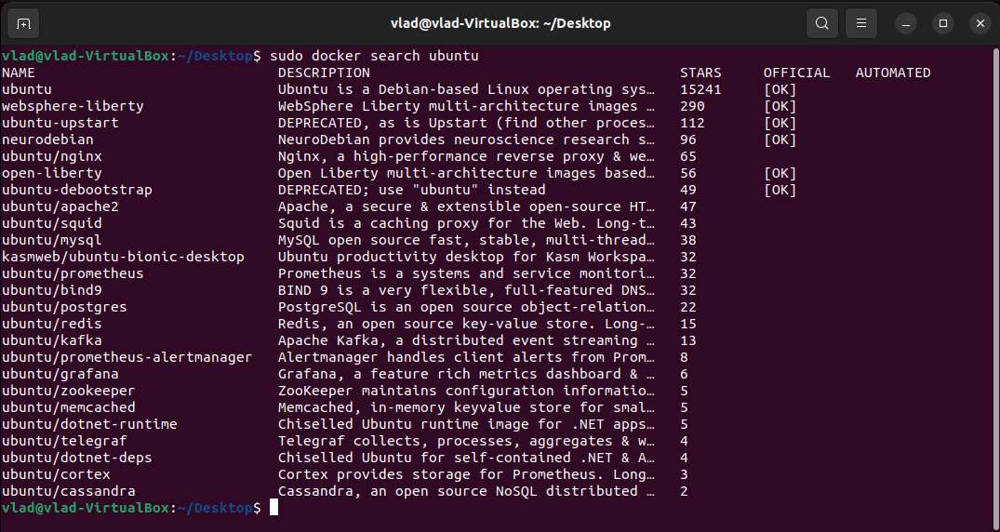 vlad@vlad-VirtualBox: ~/Desktop
vlad@vlad-VirtualBox:~/Desktop$ sudo docker search ubuntu
NAME DESCRIPTION STARS OFFICIAL AUTOMATED
ubuntu Ubuntu is a Debian-based Linux operating sys… 15241 [OK]
websphere-liberty WebSphere Liberty multi-architecture images … 290 [OK]
ubuntu-upstart DEPRECATED, as is Upstart (find other proces… 112 [OK]
neurodebian NeuroDebian provides neuroscience research s… 96 [OK]
ubuntu/nginx Nginx, a high-performance reverse proxy & we… 65
open-liberty Open Liberty multi-architecture images based… 56 [OK]
ubuntu-debootstrap DEPRECATED; use "ubuntu" instead 49 [OK]
ubuntu/apache2 Apache, a secure & extensible open-source HT… 47
ubuntu/squid Squid is a caching proxy for the Web. Long-t… 43
ubuntu/mysql MySQL open source fast, stable, multi-thread… 38
kasmweb/ubuntu-bionic-desktop Ubuntu productivity desktop for Kasm Workspa… 32
ubuntu/prometheus Prometheus is a systems and service monitori… 32
ubuntu/bind9 BIND 9 is a very flexible, full-featured DNS… 32
ubuntu/postgres PostgreSQL is an open source object-relation… 22
ubuntu/redis Redis, an open source key-value store. Long-… 15
ubuntu/kafka Apache Kafka, a distributed event streaming … 13
ubuntu/prometheus-alertmanager Alertmanager handles client alerts from Prom… 8
ubuntu/grafana Grafana, a feature rich metrics dashboard & … 6
ubuntu/zookeeper ZooKeeper maintains configuration informatio… 5
ubuntu/memcached Memcached, in-memory keyvalue store for smal… 5
ubuntu/dotnet-runtime Chiselled Ubuntu runtime image for .NET apps… 5
ubuntu/telegraf Telegraf collects, processes, aggregates & w… 4
ubuntu/dotnet-deps Chiselled Ubuntu for self-contained .NET & A… 4
ubuntu/cortex Cortex provides storage for Prometheus. Long… 3
ubuntu/cassandra Cassandra, an open source NoSQL distributed … 2
vlad@vlad-VirtualBox:~/Desktop$